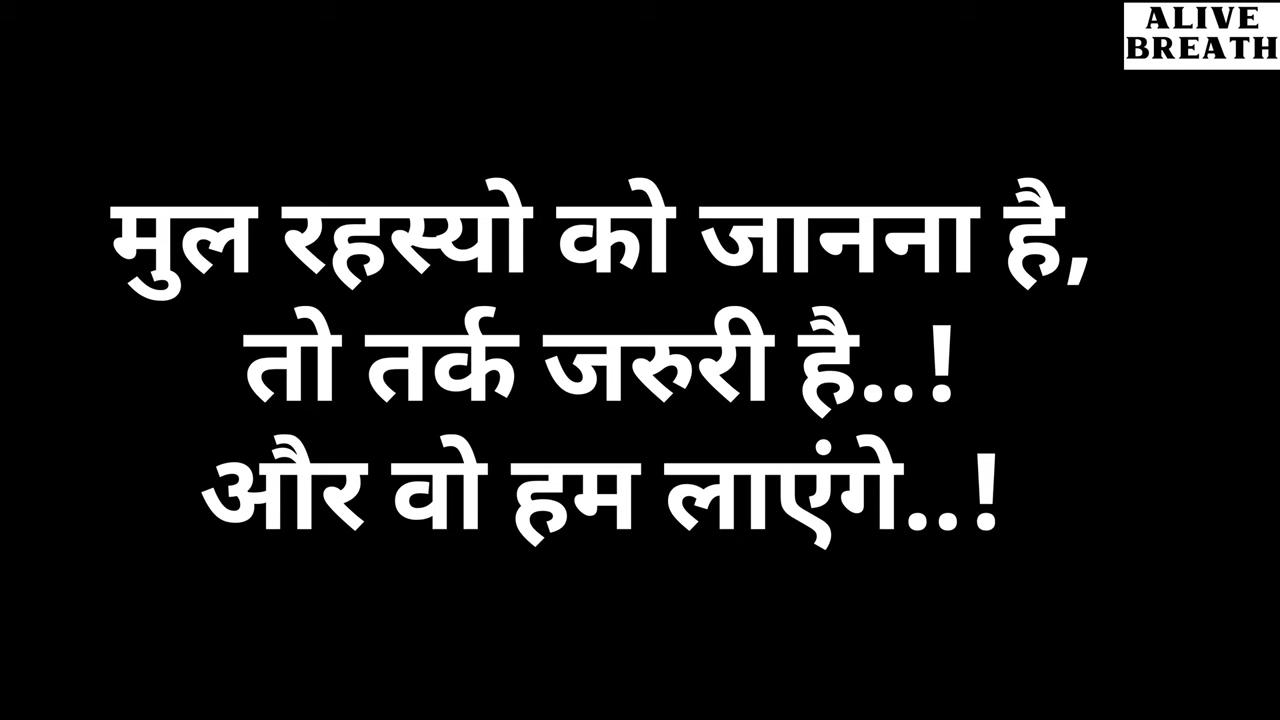 ALIVE
BREATH
मुल रहस्यो को जानना है,
तो तर्क जरुरी है..!
और वो हम लाएंगे..!